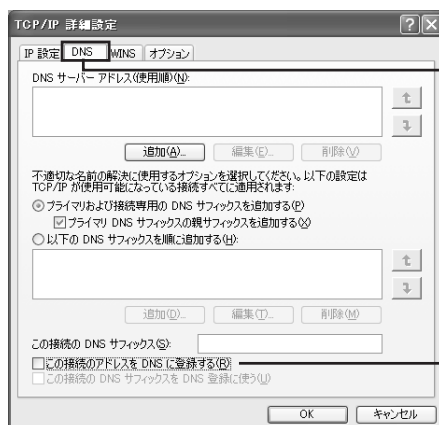 TCP/IP 詳細設定
IP 設定 DNS WINS オプション
DNS サーバー アドレス(使用順)(N):
追加(A)... 編集(E)... 削除(V)
不適切な名前の解決に使用するオプションを選択してください。以下の設定は
TCP/IP が使用可能になっている接続すべてに適用されます:
プライマリおよび接続専用の DNS サフィックスを追加する(P)
プライマリ DNS サフィックスの親サフィックスを追加する(X)
以下の DNS サフィックスを順に追加する(H):
追加(D)... 編集(T)... 削除(M)
この接続の DNS サフィックス(S):
この接続のアドレスを DNS に登録する(R)
この接続の DNS サフィックスを DNS 登録に使う(U)
OK キャンセル